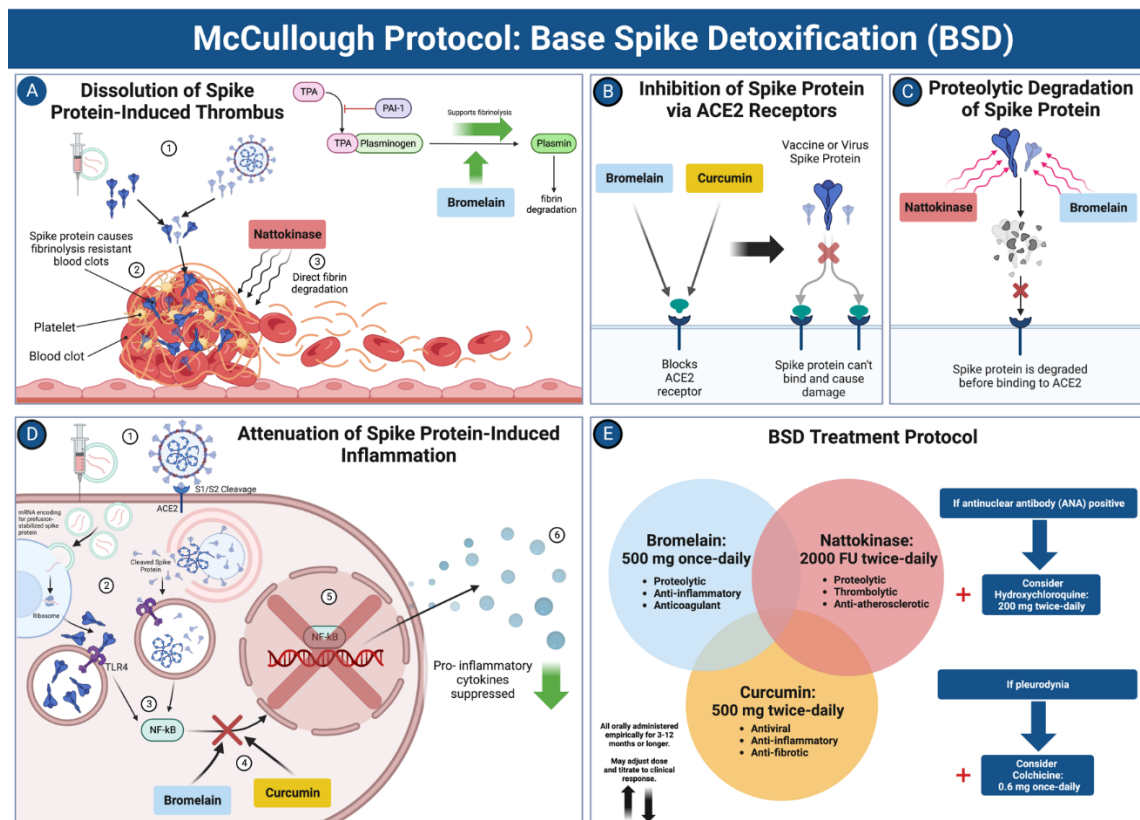 McCullough Protocol: Base Spike Detoxification (BSD)
A
Dissolution of Spike
Protein-Induced Thrombus
1
TPA
PAI-1
TPA
Plasminogen
Supports fibrinolysis
Plasmin
Bromelain
fibrin
degradation
Spike protein causes
fibrinolysis resistant
blood clots
2
Nattokinase
3
Direct fibrin
degradation
Platelet
Blood clot
B
Inhibition of Spike Protein
via ACE2 Receptors
Bromelain
Curcumin
Vaccine or Virus
Spike Protein
Blocks
ACE2
receptor
Spike protein can't
bind and cause
damage
C
Proteolytic Degradation
of Spike Protein
Nattokinase
Bromelain
Spike protein is degraded
before binding to ACE2
D
Attenuation of Spike Protein-Induced
Inflammation
1
S1/S2 Cleavage
ACE2
mRNA encoding
for prefusion-
stabilized spike
protein
2
Cleaved Spike
Protein
Ribosome
TLR4
3
NF-kB
4
Bromelain
Curcumin
5
NF-kB
6
Pro- inflammatory
cytokines
suppressed
E
BSD Treatment Protocol
Bromelain:
500 mg once-daily
• Proteolytic
• Anti-inflammatory
• Anticoagulant
Nattokinase:
2000 FU twice-daily
• Proteolytic
• Thrombolytic
• Anti-atherosclerotic
Curcumin:
500 mg twice-daily
• Antiviral
• Anti-inflammatory
• Anti-fibrotic
All orally administered
empirically for 3-12
months or longer.
May adjust dose
and titrate to clinical
response.
If antinuclear antibody (ANA) positive
+
Consider
Hydroxychloroquine:
200 mg twice-daily
If pleurodynia
+
Consider
Colchicine:
0.6 mg once-daily